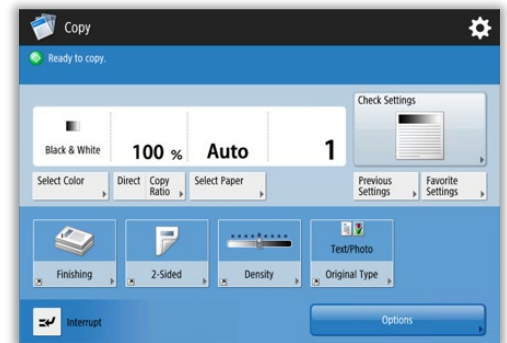 Copy
Ready to copy.
Check Settings
Black & White
100 %
Auto
1
Select Color
Direct
Copy
Ratio
Select Paper
Previous
Settings
Favorite
Settings
Text/Photo
Finishing
2-Sided
Density
Original Type
Interrupt
Options